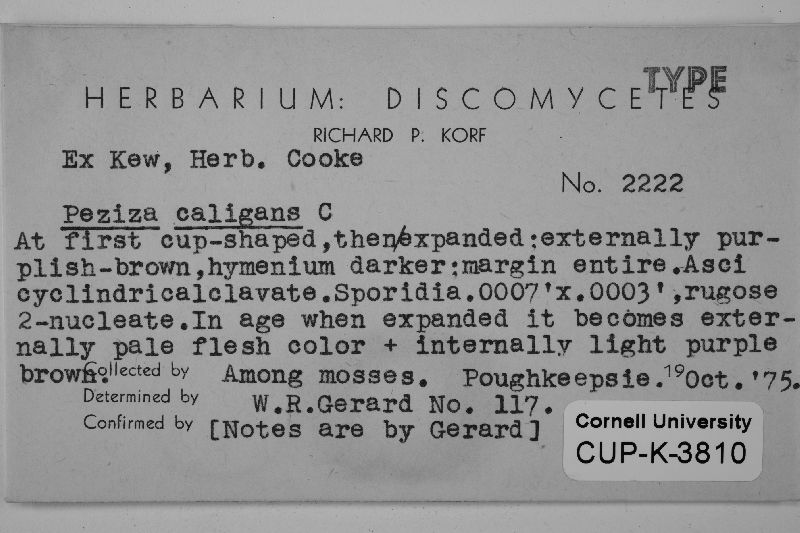 TYPE
HERBARIUM: DISCOMYCETES
RICHARD P. KORF
Ex Kew, Herb. Cooke
No. 2222
Peziza caligans C
At first cup-shaped,then/expanded:externally pur-
plish-brown,hymenium darker:margin entire.Asci
cyclindricalclavate.Sporidia.0007'x.0003',rugose
2-nucleate.In age when expanded it becomes exter-
nally pale flesh color + internally light purple
brown. Collected by Among mosses. Poughkeepsie. 19 Oct. '75.
Determined by W.R.Gerard No. 117.
Confirmed by [Notes are by Gerard]
Cornell University
CUP-K-3810